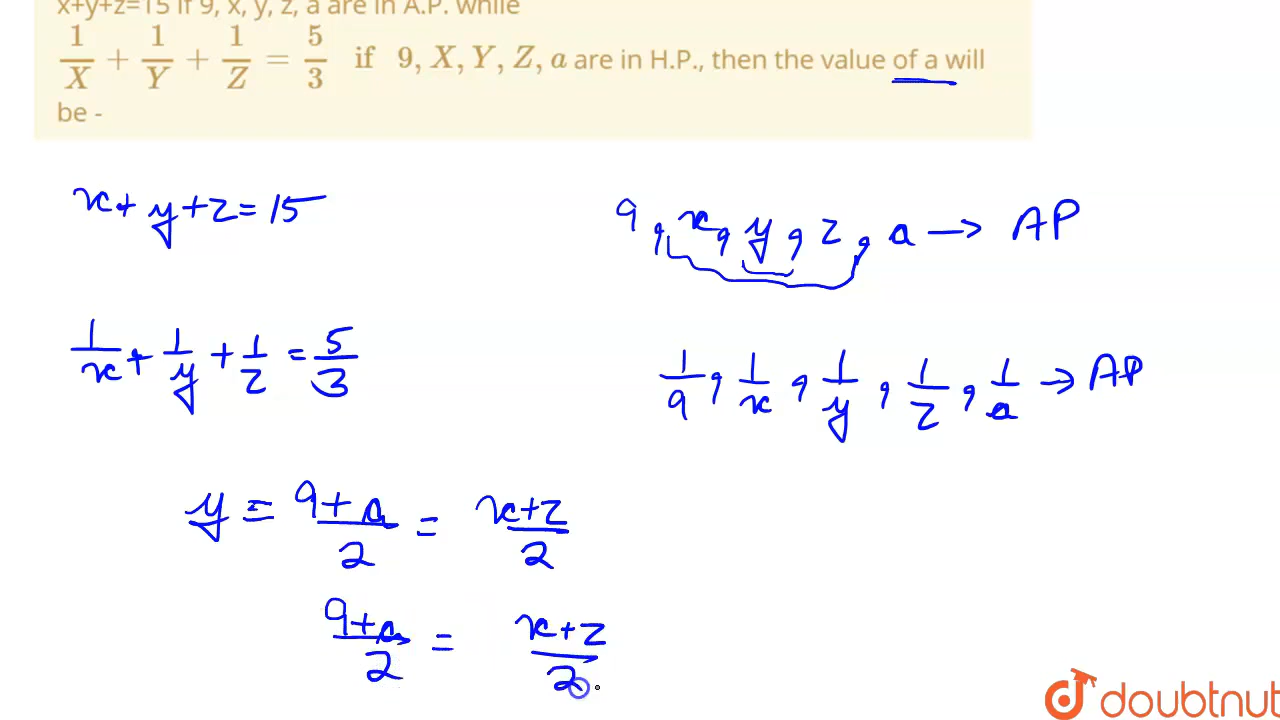 x+y+z=15 if 9, x, y, z, a are in A.P. while
1/X + 1/Y + 1/Z = 5/3 if 9, X, Y, Z, a are in H.P., then the value of a will
be -
x+y+z=15
9, x, y, z, a → AP
1/x + 1/y + 1/z = 5/3
1/9, 1/x, 1/y, 1/z, 1/a → AP
y = 9+a/2 = x+z/2
9+a/2 = x+z/2
doubtnut